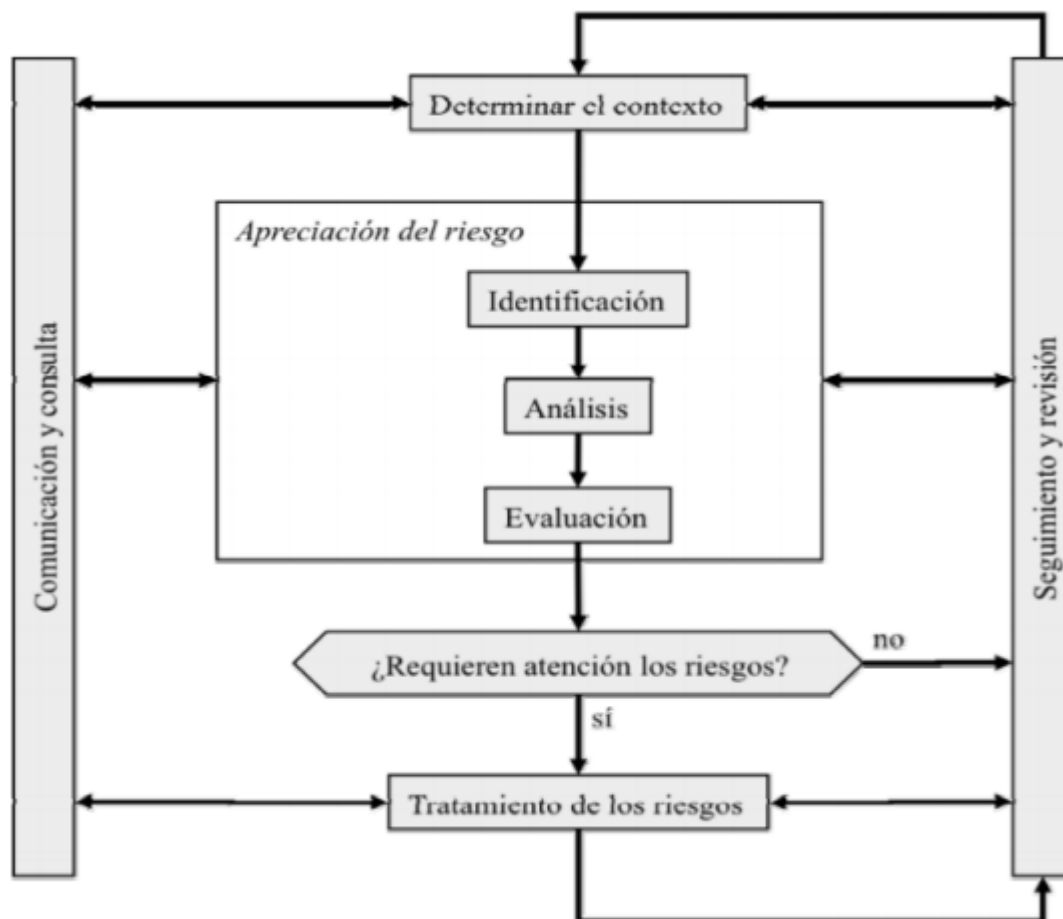 Determinar el contexto
Apreciación del riesgo
Identificación
Análisis
Evaluación
Comunicación y consulta
Seguimiento y revisión
¿Requieren atención los riesgos?
no
sí
Tratamiento de los riesgos